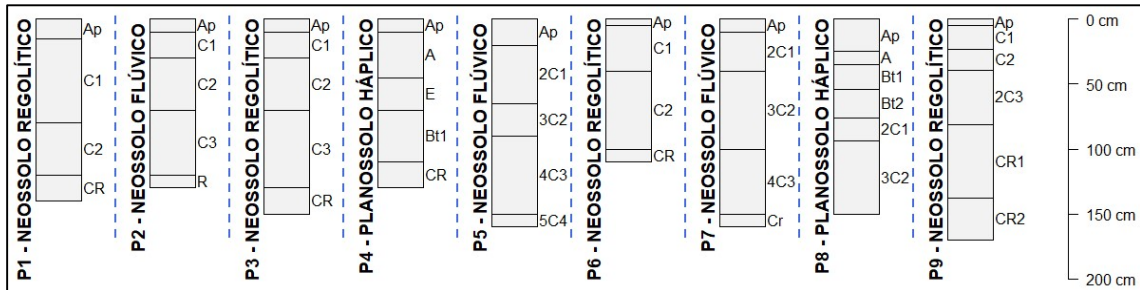 P1 - NEOSSOLO REGOLÍTICO
Ap
C1
C2
CR
P2 - NEOSSOLO FLÚVICO
Ap
C1
C2
C3
R
P3 - NEOSSOLO REGOLÍTICO
Ap
C1
C2
C3
CR
P4 - PLANOSSOLO HÁPLICO
Ap
A
E
Bt1
CR
P5 - NEOSSOLO FLÚVICO
Ap
2C1
3C2
4C3
5C4
P6 - NEOSSOLO REGOLÍTICO
Ap
C1
C2
CR
P7 - NEOSSOLO FLÚVICO
Ap
2C1
3C2
4C3
Cr
P8 - PLANOSSOLO HÁPLICO
Ap
A
Bt1
Bt2
2C1
3C2
P9 - NEOSSOLO REGOLÍTICO
Ap
C1
C2
2C3
CR1
CR2
0 cm
50 cm
100 cm
150 cm
200 cm